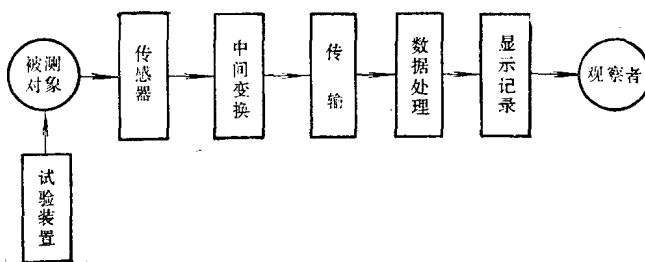 被测
对象
传感器
中间变换
传输
数据处理
显示记录
观察者
试验装置